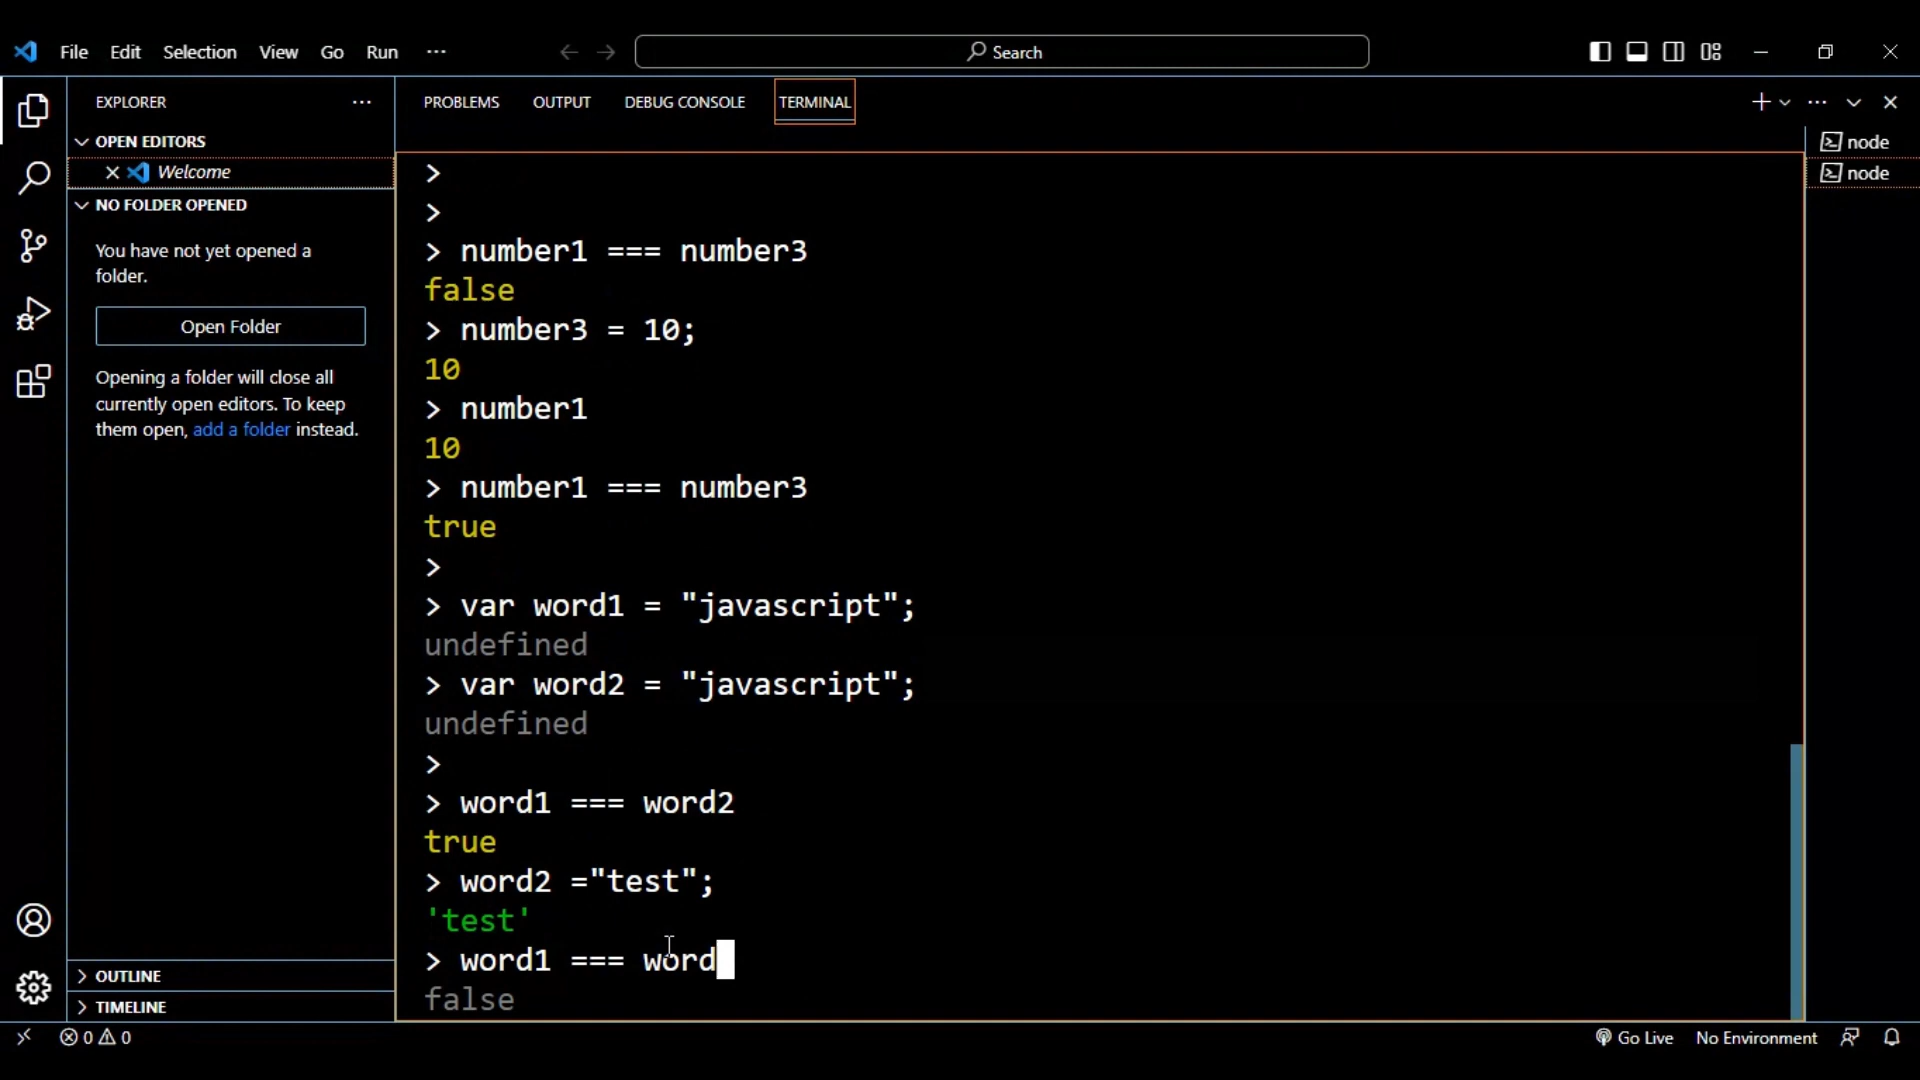 File Edit Selection View Go Run ···
Search
EXPLORER ···
OPEN EDITORS
Welcome
NO FOLDER OPENED
You have not yet opened a
folder.
Open Folder
Opening a folder will close all
currently open editors. To keep
them open, add a folder instead.
OUTLINE
TIMELINE
PROBLEMS OUTPUT DEBUG CONSOLE TERMINAL
>
>
> number1 === number3
false
> number3 = 10;
10
> number1
10
> number1 === number3
true
>
> var word1 = "javascript";
undefined
> var word2 = "javascript";
undefined
>
> word1 === word2
true
> word2 ="test";
'test'
> word1 === word
false
node
node
0 0
Go Live No Environment